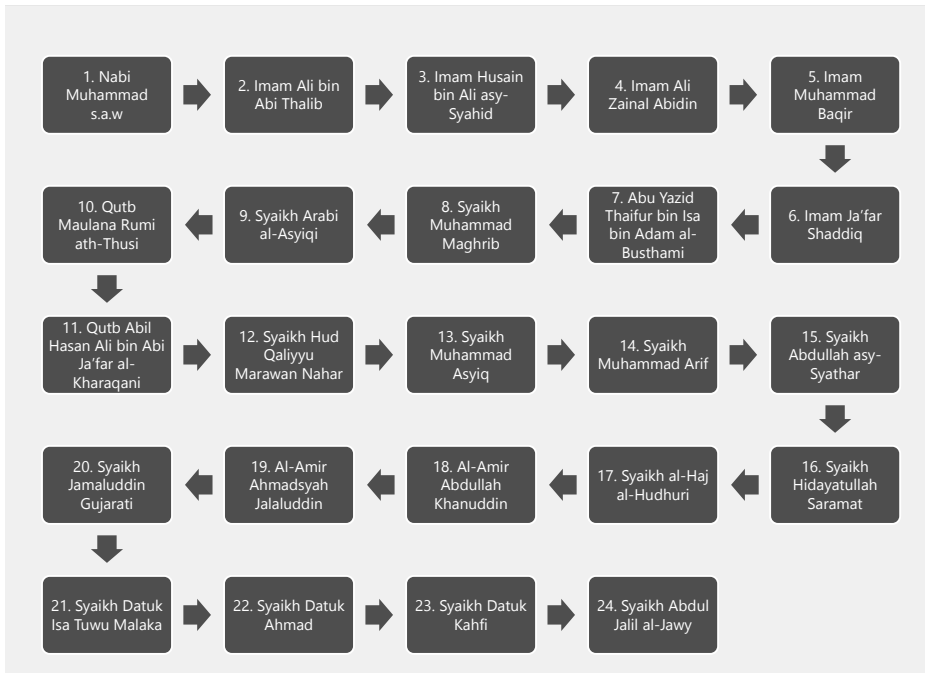 1. Nabi
Muhammad
s.a.w
2. Imam Ali bin
Abi Thalib
3. Imam Husain
bin Ali asy-
Syahid
4. Imam Ali
Zainal Abidin
5. Imam
Muhammad
Baqir
6. Imam Ja’far
Shaddiq
7. Abu Yazid
Thaifur bin Isa
bin Adam al-
Busthami
8. Syaikh
Muhammad
Maghrib
9. Syaikh Arabi
al-Asyiqi
10. Qutb
Maulana Rumi
ath-Thusi
11. Qutb Abil
Hasan Ali bin Abi
Ja’far al-
Kharaqani
12. Syaikh Hud
Qaliyyu
Marawan Nahar
13. Syaikh
Muhammad
Asyiq
14. Syaikh
Muhammad Arif
15. Syaikh
Abdullah asy-
Syathar
16. Syaikh
Hidayatullah
Saramat
17. Syaikh al-Haj
al-Hudhuri
18. Al-Amir
Abdullah
Khanuddin
19. Al-Amir
Ahmadsyah
Jalaluddin
20. Syaikh
Jamaluddin
Gujarati
21. Syaikh Datuk
Isa Tuwu Malaka
22. Syaikh Datuk
Ahmad
23. Syaikh Datuk
Kahfi
24. Syaikh Abdul
Jalil al-Jawy